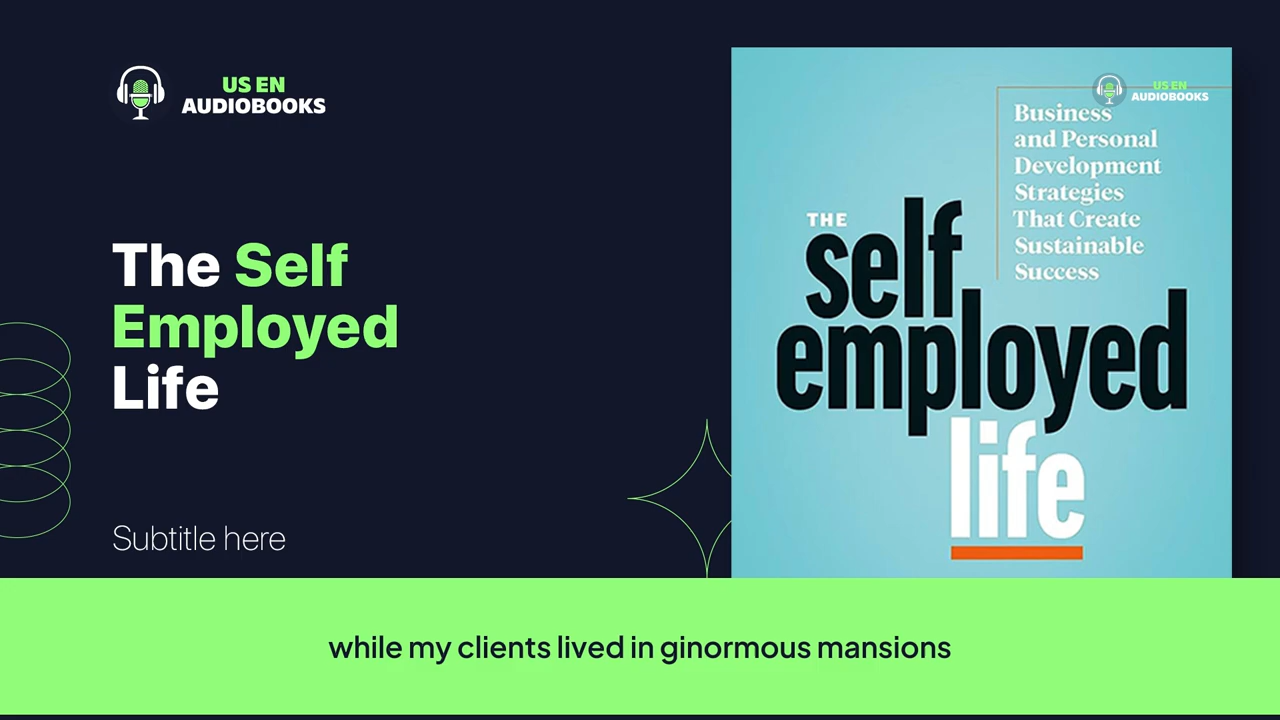 US EN
AUDIOBOOKS
The Self
Employed
Life
Subtitle here
US EN
AUDIOBOOKS
Business
and Personal
Development
Strategies
That Create
Sustainable
Success
THE
self
employed
life
while my clients lived in ginormous mansions